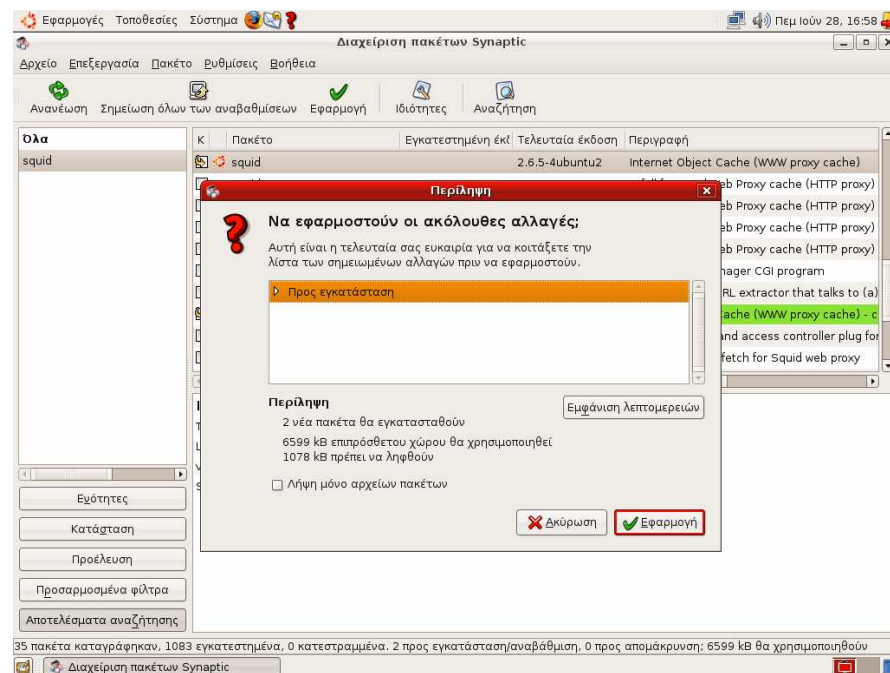 Εφαρμογές Τοποθεσίες Σύστημα Πεμ Ιούν 28, 16:58
Διαχείριση πακέτων Synaptic
Αρχείο Επεξεργασία Πακέτο Ρυθμίσεις Βοήθεια
Ανανέωση Σημείωση όλων των αναβαθμίσεων Εφαρμογή Ιδιότητες Αναζήτηση
Όλα
squid
Κ Πακέτο Εγκατεστημένη έκδ Τελευταία έκδοση Περιγραφή
squid 2.6.5-4ubuntu2 Internet Object Cache (WWW proxy cache)
eb Proxy cache (HTTP proxy)
eb Proxy cache (HTTP proxy)
eb Proxy cache (HTTP proxy)
eb Proxy cache (HTTP proxy)
nager CGI program
RL extractor that talks to (a)
Cache (WWW proxy cache) - c
and access controller plug for
fetch for Squid web proxy
Περίληψη
Να εφαρμοστούν οι ακόλουθες αλλαγές;
Αυτή είναι η τελευταία σας ευκαιρία για να κοιτάξετε την
λίστα των σημειωμένων αλλαγών πριν να εφαρμοστούν.
Προς εγκατάσταση
Περίληψη
Εμφάνιση λεπτομερειών
2 νέα πακέτα θα εγκατασταθούν
6599 kB επιπρόσθετου χώρου θα χρησιμοποιηθεί
1078 kB πρέπει να ληφθούν
Λήψη μόνο αρχείων πακέτων
Ακύρωση Εφαρμογή
Ενότητες
Κατάσταση
Προέλευση
Προσαρμοσμένα φίλτρα
Αποτελέσματα αναζήτησης
35 πακέτα καταγράφηκαν, 1083 εγκατεστημένα, 0 κατεστραμμένα. 2 προς εγκατάσταση/αναβάθμιση, 0 προς απομάκρυνση; 6599 kB θα χρησιμοποιηθούν
Διαχείριση πακέτων Synaptic